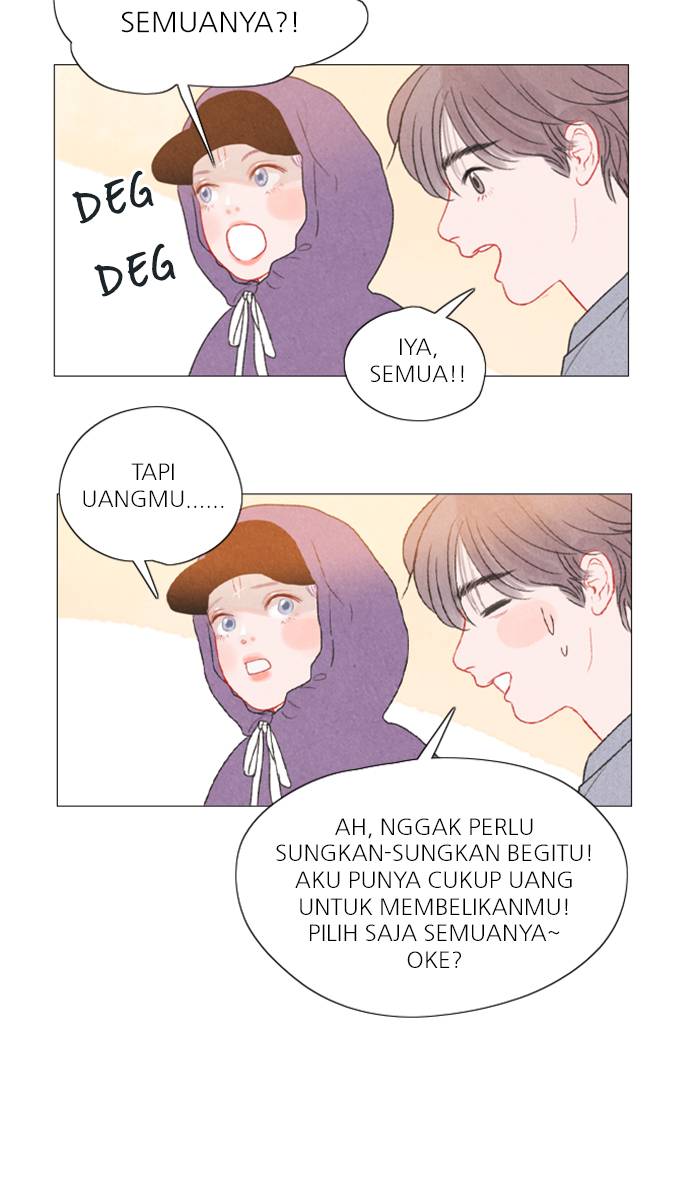 SEMUANYA?!
DEG
DEG
IYA,
SEMUA!!
TAPI
UANGMU......
AH, NGGAK PERLU
SUNGKAN-SUNGKAN BEGITU!
AKU PUNYA CUKUP UANG
UNTUK MEMBELIKANMU!
PILIH SAJA SEMUANYA~
OKE?